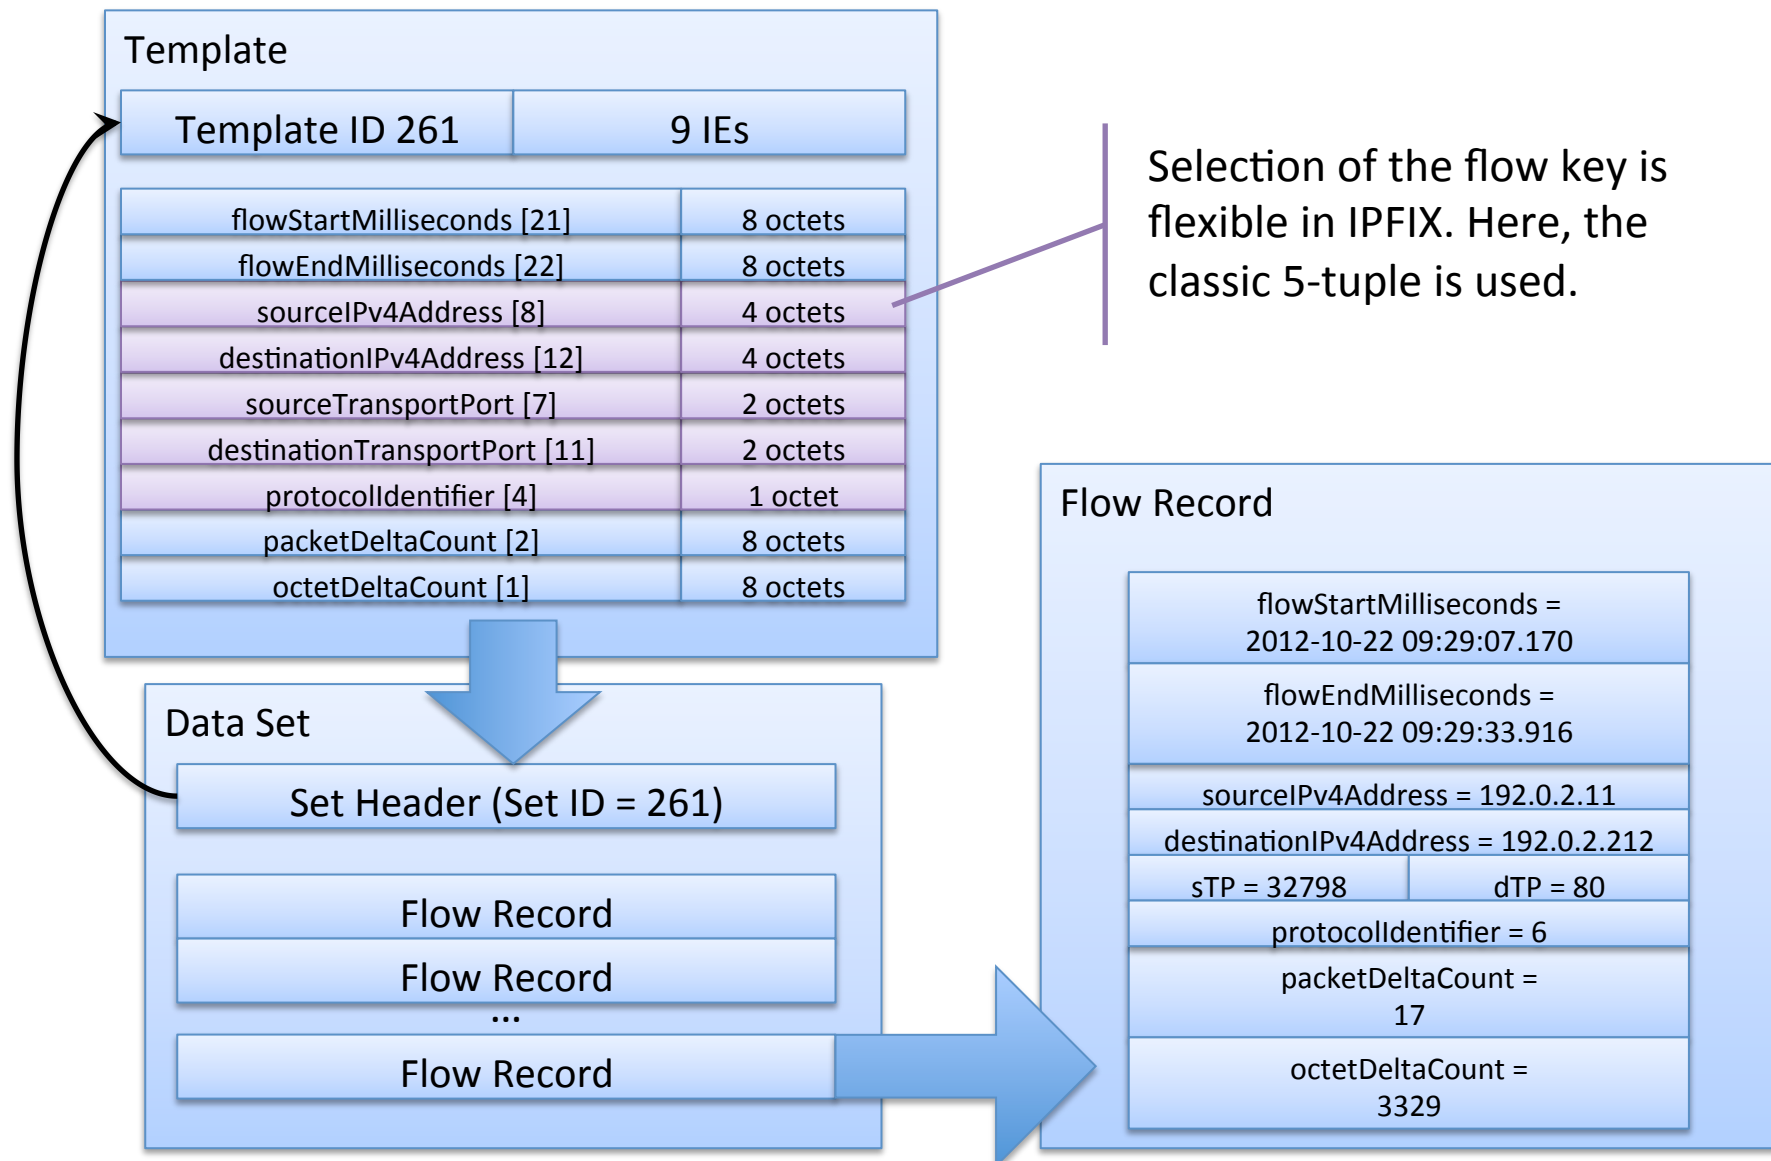 Template
Template ID 261 9 IEs
flowStartMilliseconds [21] 8 octets
flowEndMilliseconds [22] 8 octets
sourceIPv4Address [8] 4 octets
destinationIPv4Address [12] 4 octets
sourceTransportPort [7] 2 octets
destinationTransportPort [11] 2 octets
protocolIdentifier [4] 1 octet
packetDeltaCount [2] 8 octets
octetDeltaCount [1] 8 octets
Selection of the flow key is
flexible in IPFIX. Here, the
classic 5-tuple is used.
Data Set
Set Header (Set ID = 261)
Flow Record
Flow Record
...
Flow Record
Flow Record
flowStartMilliseconds =
2012-10-22 09:29:07.170
flowEndMilliseconds =
2012-10-22 09:29:33.916
sourceIPv4Address = 192.0.2.11
destinationIPv4Address = 192.0.2.212
sTP = 32798 dTP = 80
protocolIdentifier = 6
packetDeltaCount =
17
octetDeltaCount =
3329